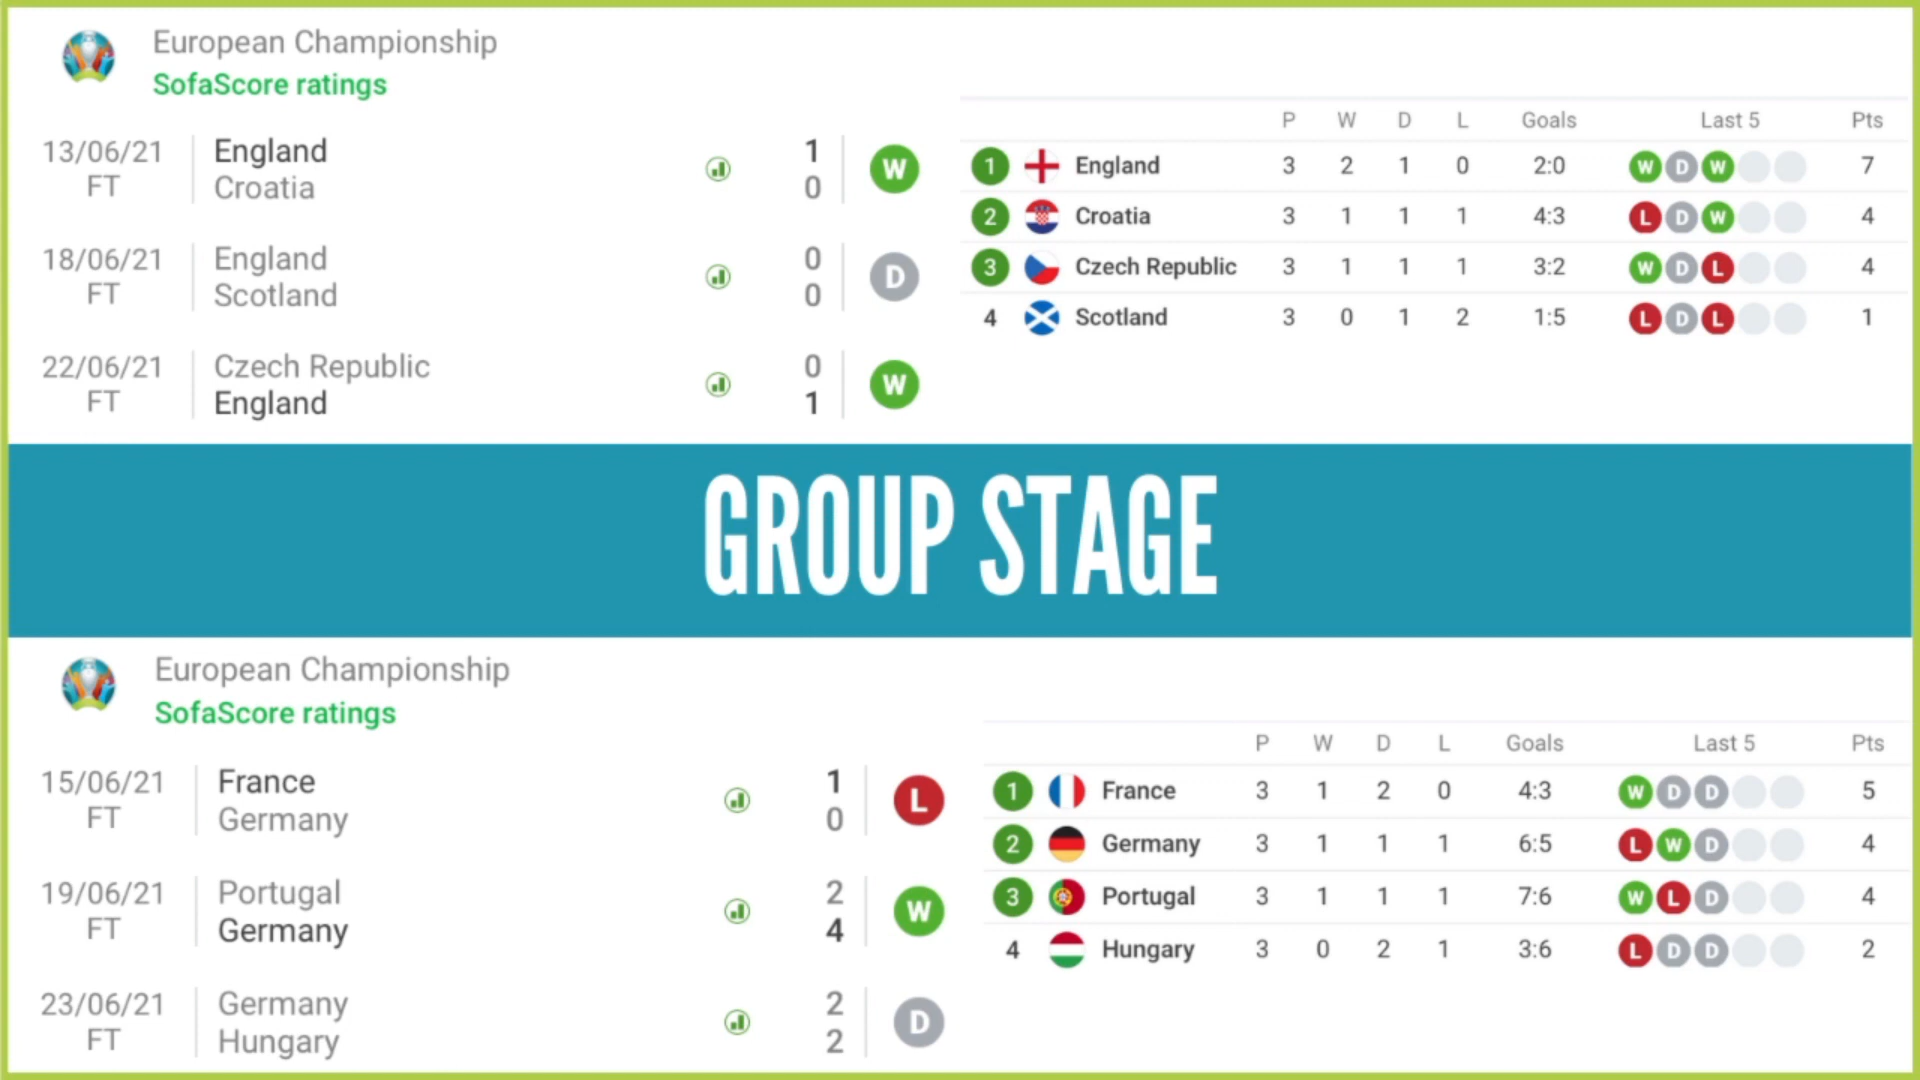 European Championship
SofaScore ratings
13/06/21 England 1 W
FT Croatia 0
18/06/21 England 0 D
FT Scotland 0
22/06/21 Czech Republic 0 W
FT England 1
P W D L Goals Last 5 Pts
1 England 3 2 1 0 2:0 W D W 7
2 Croatia 3 1 1 1 4:3 L D W 4
3 Czech Republic 3 1 1 1 3:2 W D L 4
4 Scotland 3 0 1 2 1:5 L D L 1
GROUP STAGE
European Championship
SofaScore ratings
15/06/21 France 1 L
FT Germany 0
19/06/21 Portugal 2 W
FT Germany 4
23/06/21 Germany 2 D
FT Hungary 2
P W D L Goals Last 5 Pts
1 France 3 1 2 0 4:3 W D D 5
2 Germany 3 1 1 1 6:5 L W D 4
3 Portugal 3 1 1 1 7:6 W L D 4
4 Hungary 3 0 2 1 3:6 L D D 2